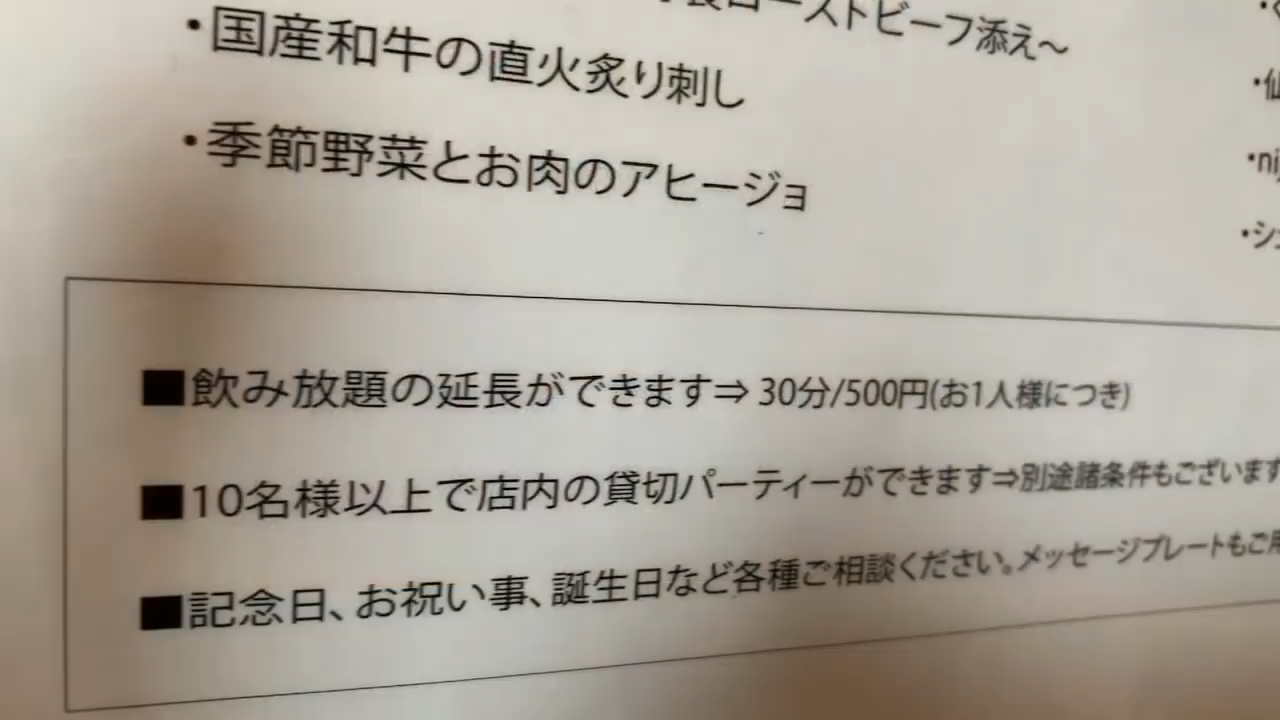 ローストビーフ添え〜
・国産和牛の直火炙り刺し
・季節野菜とお肉のアヒージョ
■飲み放題の延長ができます⇒ 30分/500円(お1人様につき)
■10名様以上で店内の貸切パーティーができます⇒別途諸条件もございます
■記念日、お祝い事、誕生日など各種ご相談ください。メッセージプレートもご用
・仙
・nij